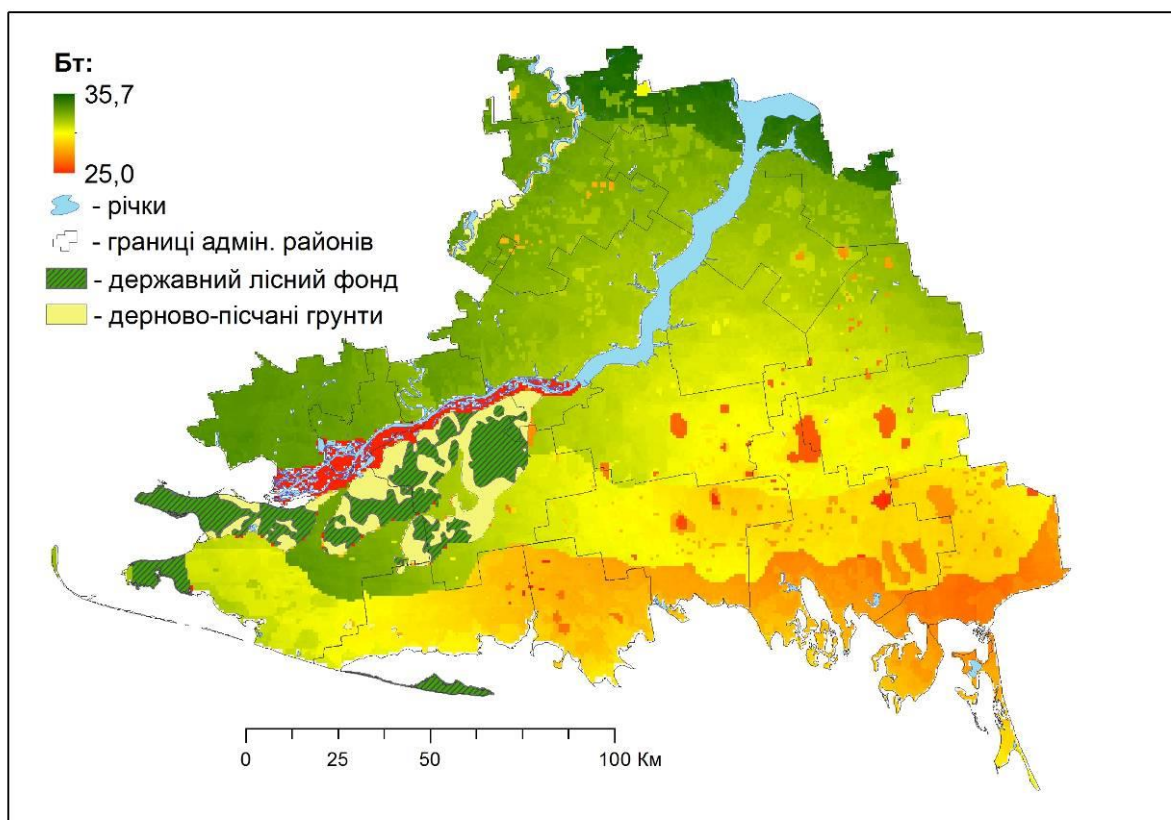 Бт:
35,7
25,0
- річки
- границі адмін. районів
- державний лісний фонд
- дерново-пісчані грунти
0 25 50 100 Км